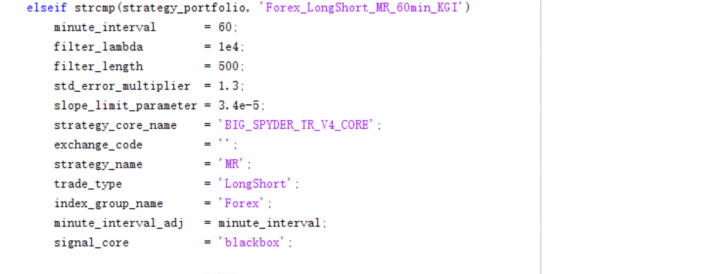 elseif strcmp(strategy_portfolio, 'Forex_LongShort_MR_60min_KGI')
minute_interval = 60;
filter_lambda = 1e4;
filter_length = 500;
std_error_multiplier = 1.3;
slope_limit_parameter = 3.4e-5;
strategy_core_name = 'BIG_SPYDER_TR_V4_CORE';
exchange_code = '';
strategy_name = 'MR';
trade_type = 'LongShort';
index_group_name = 'Forex';
minute_interval_adj = minute_interval;
signal_core = 'blackbox';